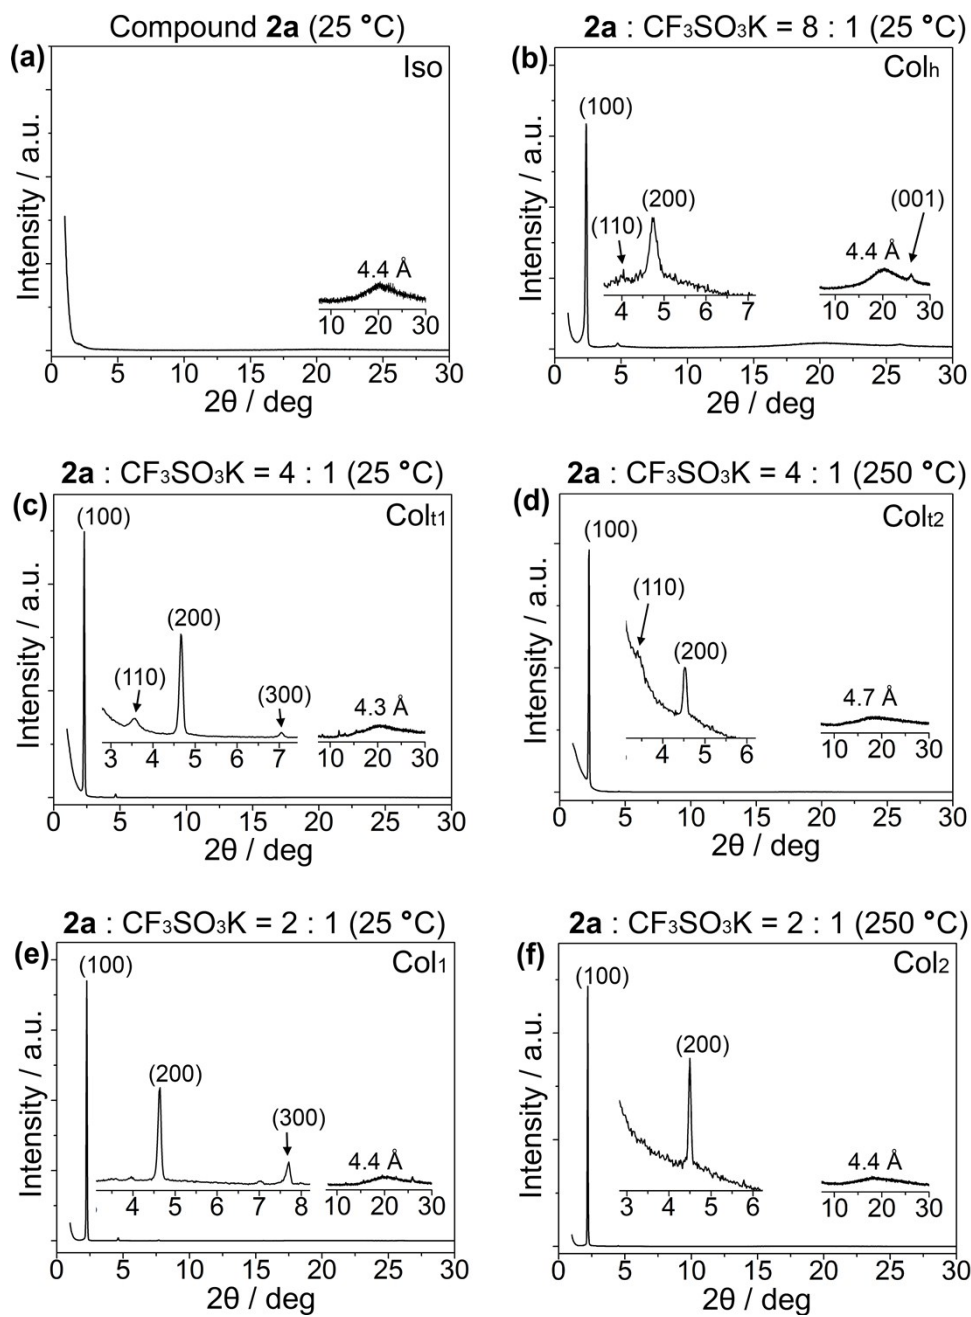 Compound 2a (25 °C)
(a)
Iso
4.4 Å
10 20 30
Intensity / a.u.
0 5 10 15 20 25 30
2θ / deg
2a : CF₃SO₃K = 8 : 1 (25 °C)
(b)
Colₕ
(100)
(200)
(110)
(001)
4.4 Å
4 5 6 7
10 20 30
Intensity / a.u.
0 5 10 15 20 25 30
2θ / deg
2a : CF₃SO₃K = 4 : 1 (25 °C)
(c)
Colₜ₁
(100)
(200)
(110)
(300)
4.3 Å
3 4 5 6 7
10 20 30
Intensity / a.u.
0 5 10 15 20 25 30
2θ / deg
2a : CF₃SO₃K = 4 : 1 (250 °C)
(d)
Colₜ₂
(100)
(110)
(200)
4.7 Å
4 5 6
10 20 30
Intensity / a.u.
0 5 10 15 20 25 30
2θ / deg
2a : CF₃SO₃K = 2 : 1 (25 °C)
(e)
Col₁
(100)
(200)
(300)
4.4 Å
4 5 6 7 8
10 20 30
Intensity / a.u.
0 5 10 15 20 25 30
2θ / deg
2a : CF₃SO₃K = 2 : 1 (250 °C)
(f)
Col₂
(100)
(200)
4.4 Å
3 4 5 6
10 20 30
Intensity / a.u.
0 5 10 15 20 25 30
2θ / deg